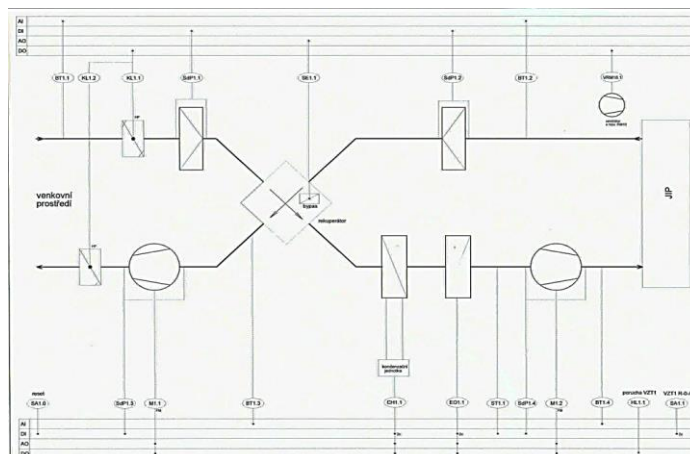 AI
DI
AO
DO
BT1.1
KL1.2
KL1.1
SdP1.1
SK1.1
SdP1.2
BT1.2
venkovní
prostředí
bypas
rekuperátor
JIP
kondenzační
jednotka
reset
porucha VZT1
SA1.0
SdP1.3
M1.1
BT1.3
CH1.1
EO1.1
ST1.1
SdP1.4
M1.2
BT1.4
HL1.1
SA1.1
AI
DI
AO
DO